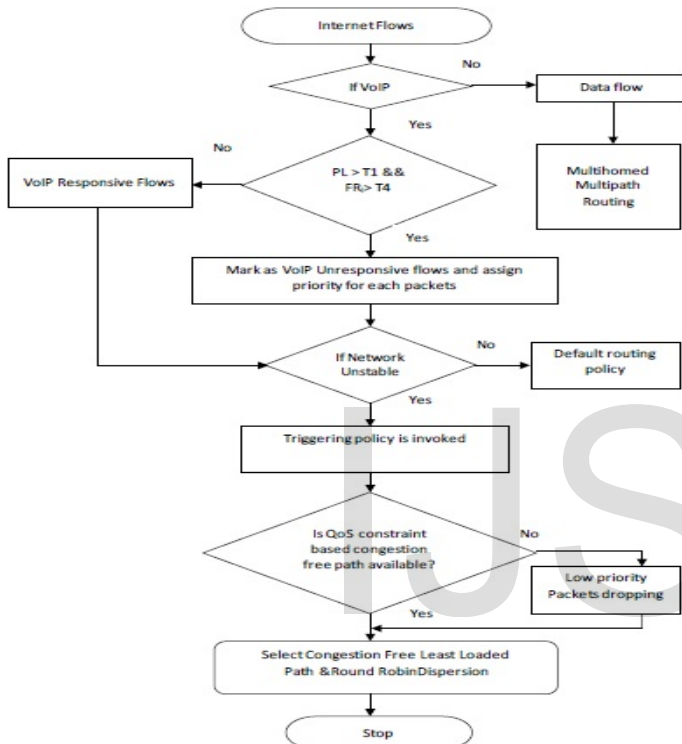 Internet Flows
If VoIP
No
Data flow
Yes
Multihomed
Multipath
Routing
No
VoIP Responsive Flows
PL > T1 &&
FRi> T4
Yes
Mark as VoIP Unresponsive flows and assign
priority for each packets
If Network
Unstable
No
Default routing
policy
Yes
Triggering policy is invoked
Is QoS constraint
based congestion
free path available?
No
Low priority
Packets dropping
Yes
Select Congestion Free Least Loaded
Path &Round RobinDispersion
Stop
IJS